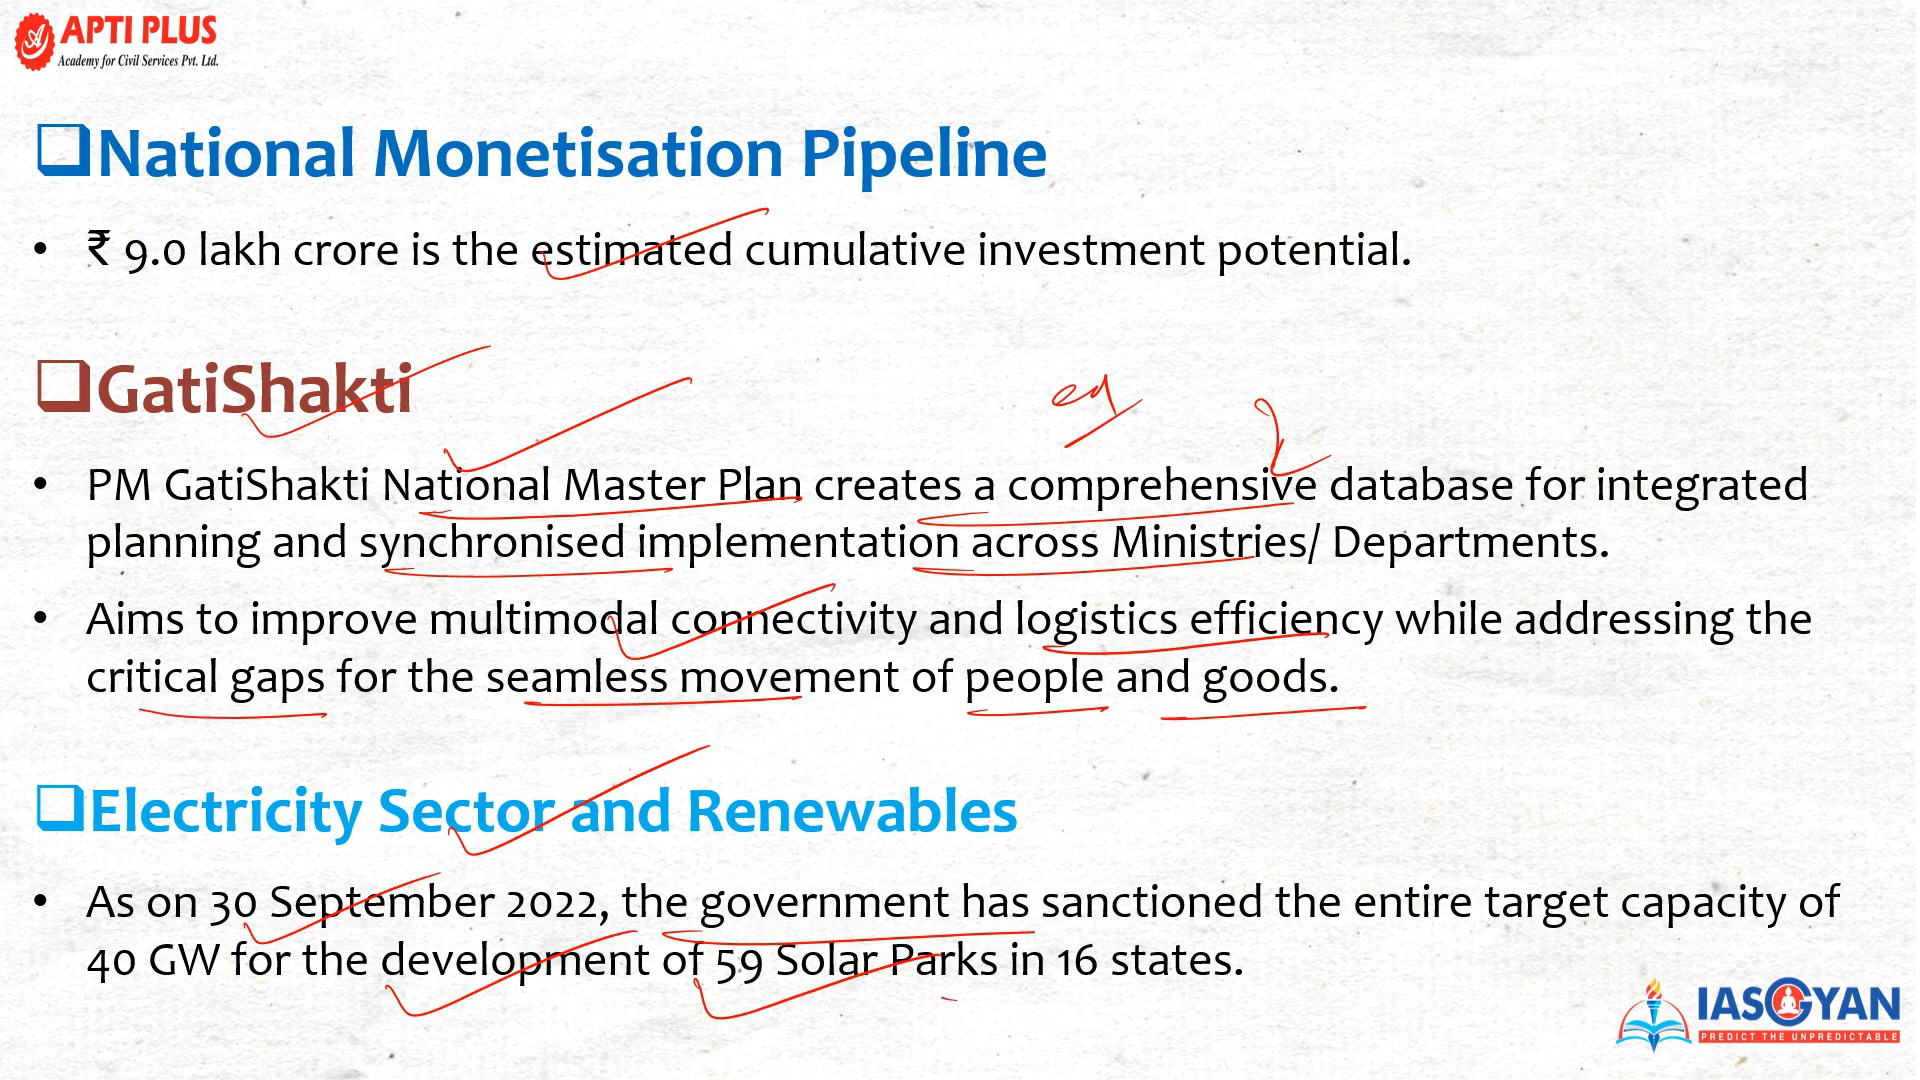 APTI PLUS
Academy for Civil Services Pvt. Ltd.
National Monetisation Pipeline
• ₹ 9.0 lakh crore is the estimated cumulative investment potential.
GatiShakti
• PM GatiShakti National Master Plan creates a comprehensive database for integrated
planning and synchronised implementation across Ministries/ Departments.
• Aims to improve multimodal connectivity and logistics efficiency while addressing the
critical gaps for the seamless movement of people and goods.
Electricity Sector and Renewables
• As on 30 September 2022, the government has sanctioned the entire target capacity of
40 GW for the development of 59 Solar Parks in 16 states.
IASGYAN
PREDICT THE UNPREDICTABLE